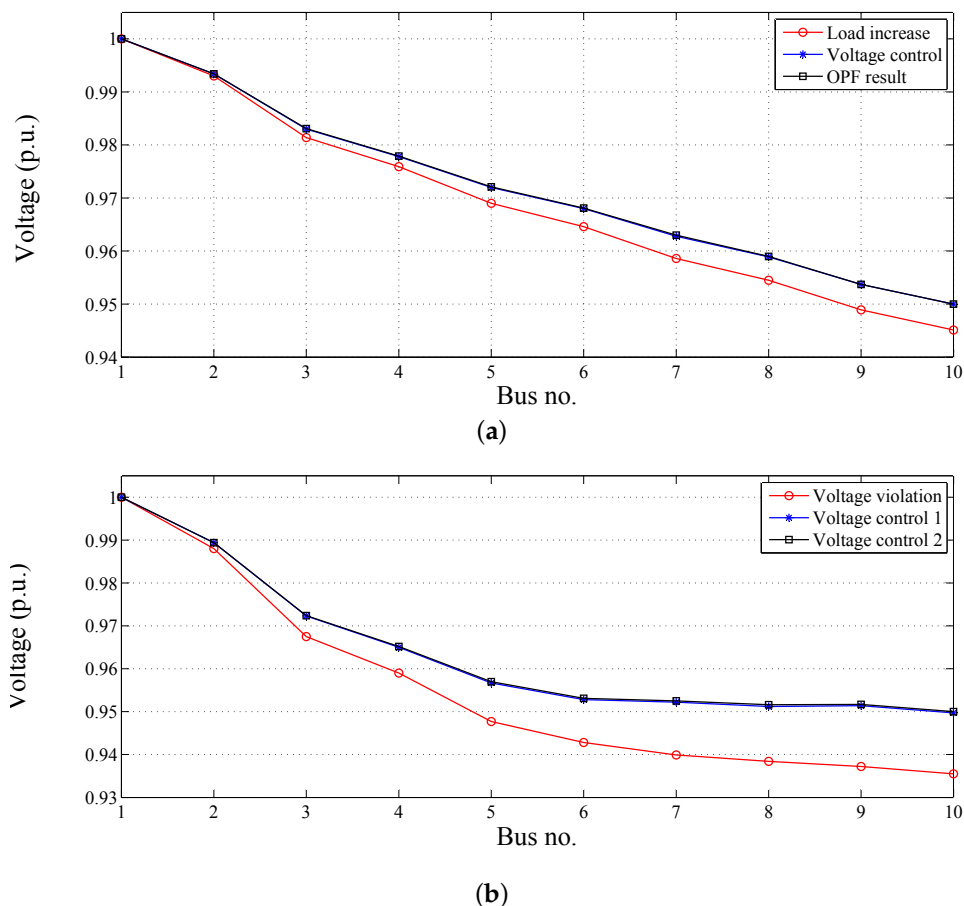 1
0.99
0.98
0.97
0.96
0.95
0.94
Voltage (p.u.)
Load increase
Voltage control
OPF result
1 2 3 4 5 6 7 8 9 10
Bus no.
(a)
1
0.99
0.98
0.97
0.96
0.95
0.94
0.93
Voltage (p.u.)
Voltage violation
Voltage control 1
Voltage control 2
1 2 3 4 5 6 7 8 9 10
Bus no.
(b)